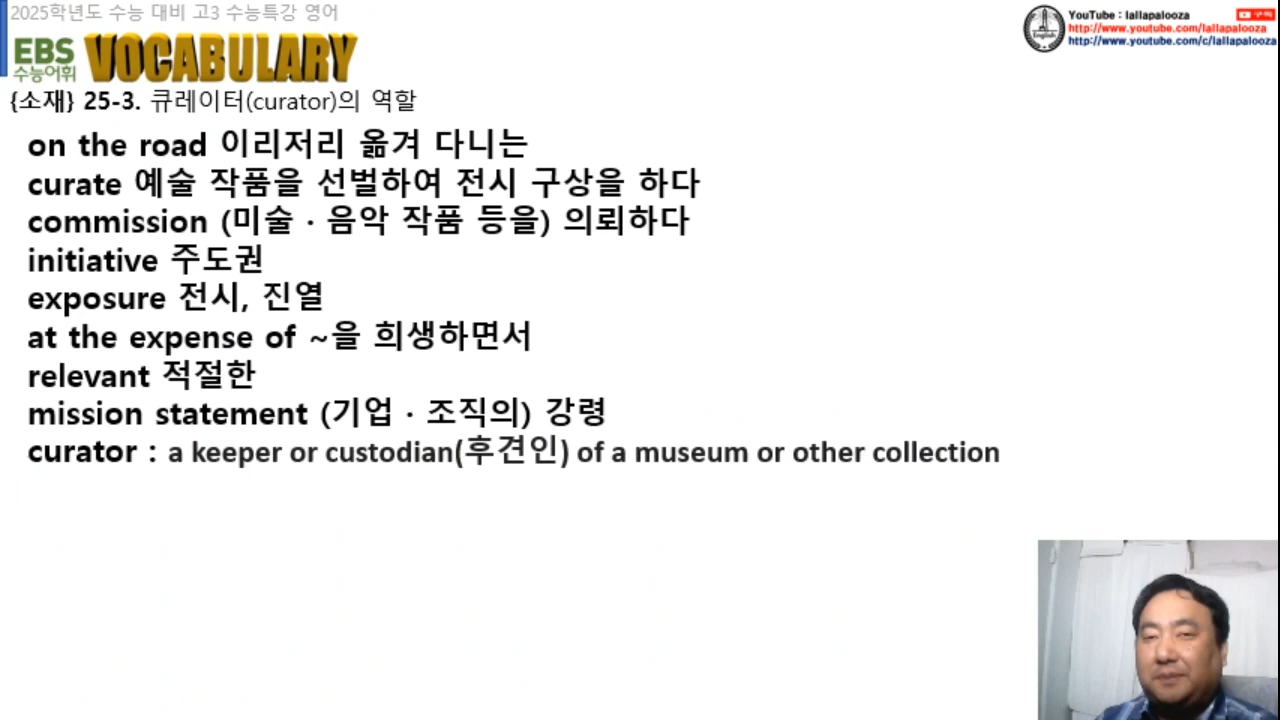 2025학년도 수능 대비 고3 수능특강 영어
EBS
수능어휘
VOCABULARY
YouTube : lallapalooza
구독
http://www.youtube.com/lallapalooza
http://www.youtube.com/c/lallapalooza
English
{소재} 25-3. 큐레이터(curator)의 역할
on the road 이리저리 옮겨 다니는
curate 예술 작품을 선벌하여 전시 구상을 하다
commission (미술 · 음악 작품 등을) 의뢰하다
initiative 주도권
exposure 전시, 진열
at the expense of ~을 희생하면서
relevant 적절한
mission statement (기업 · 조직의) 강령
curator : a keeper or custodian(후견인) of a museum or other collection